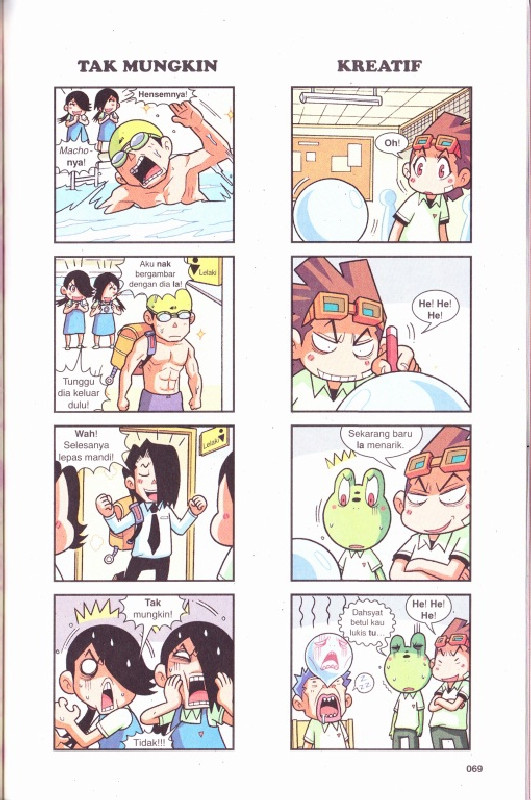 TAK MUNGKIN
Hensemnya!
Macho-
nya!
Aku nak
bergambar
dengan dia la!
Lelaki
Tunggu
dia keluar
dulu!
Wah!
Selesanya
lepas mandi!
Lelaki
Tak
mungkin!
Tidak!!!
KREATIF
Oh!
He! He!
He!
Sekarang baru
la menarik.
Dahsyat
betul kau
lukis tu....
He! He!
He!
z z z
069